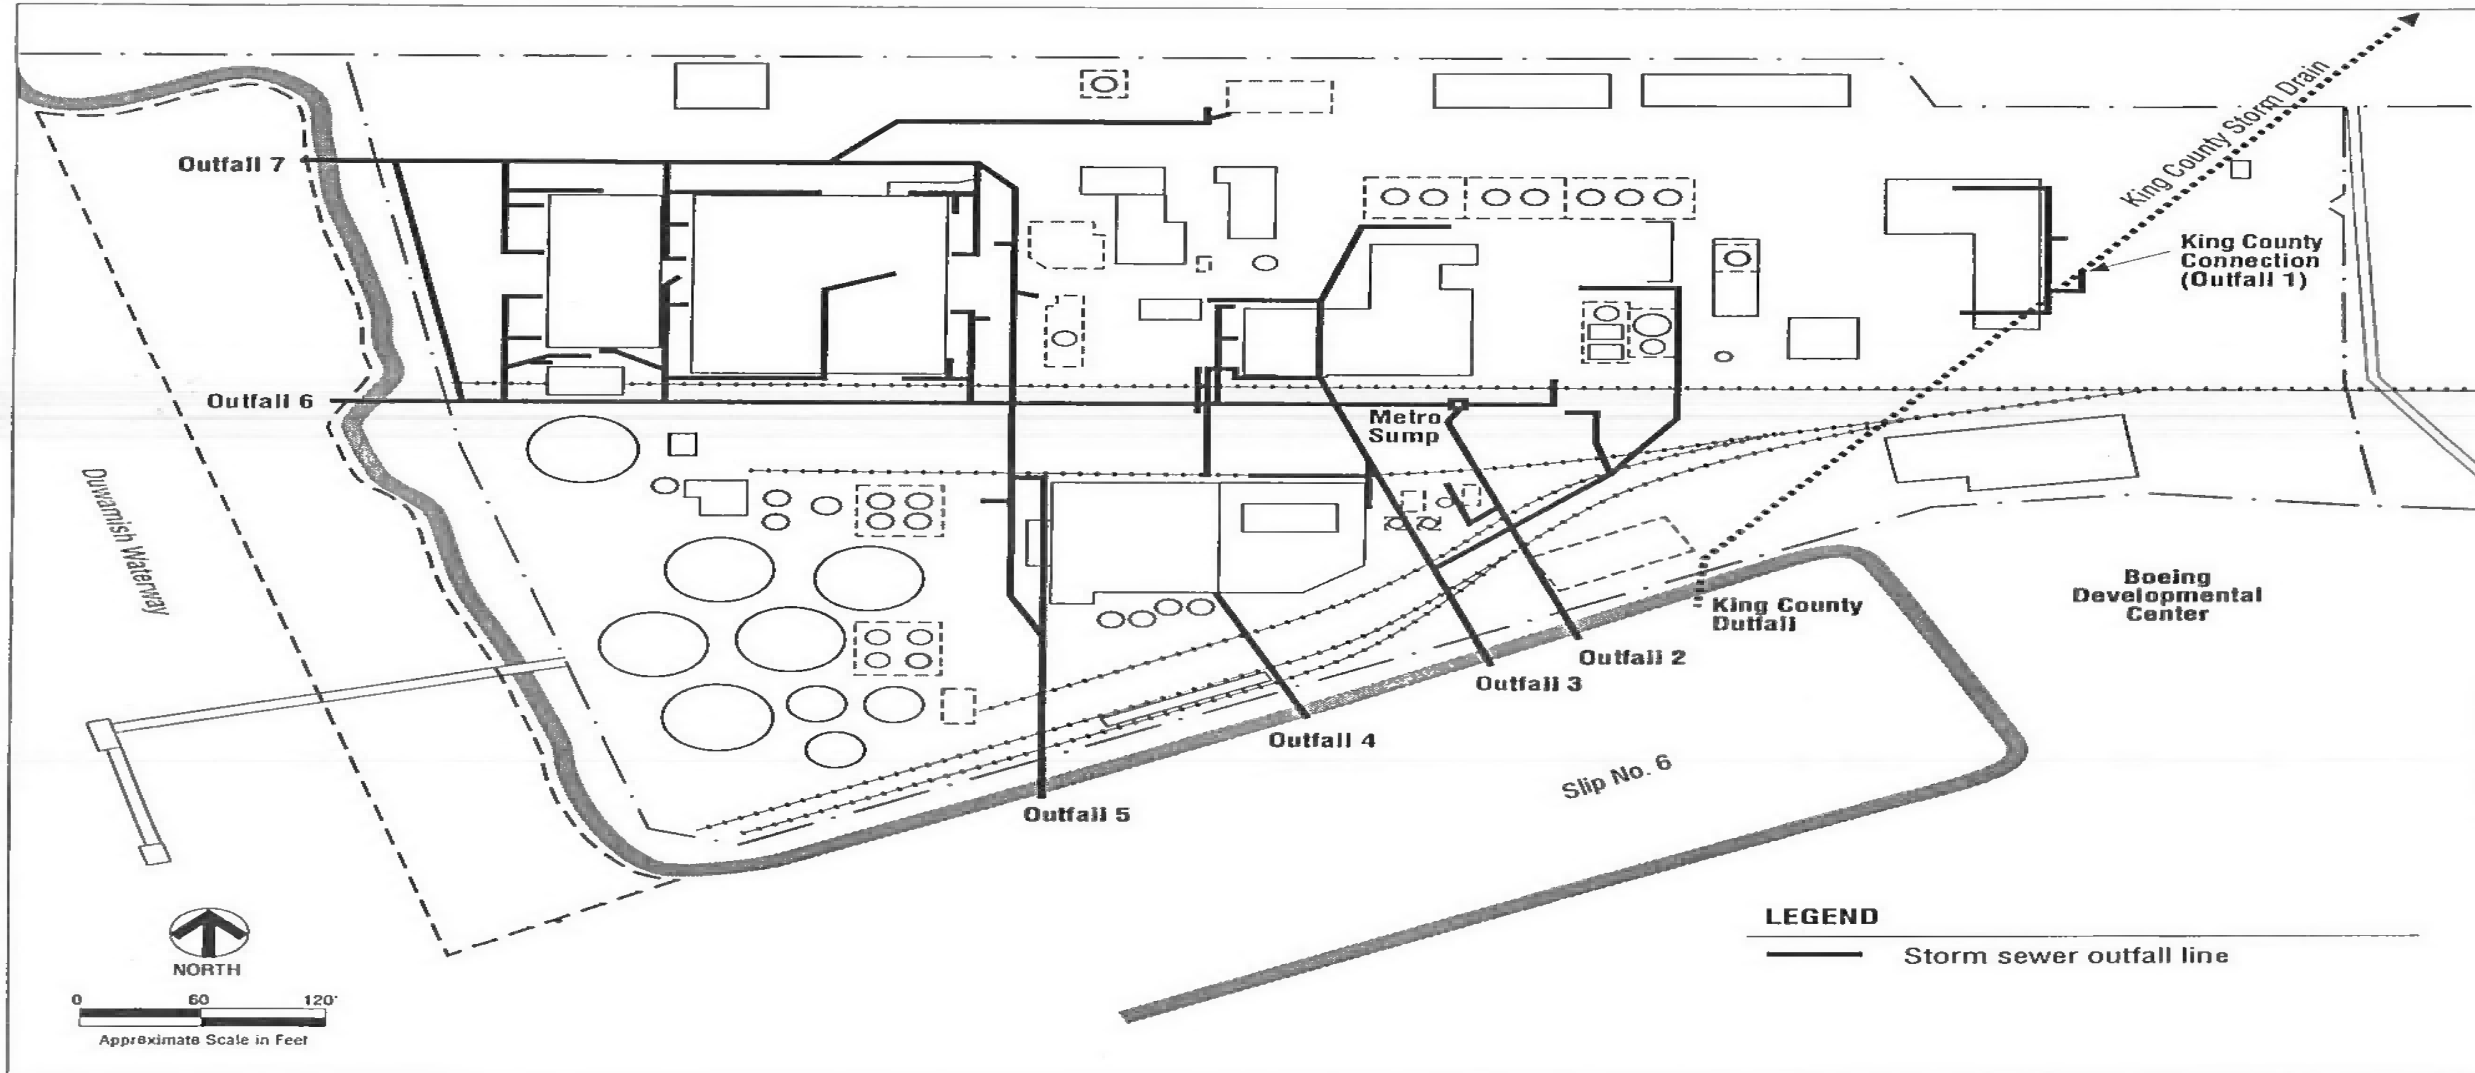 King County Storm Drain
Outfall 7
King County
Connection
(Outfall 1)
Outfall 6
Metro
Sump
Duwamish Waterway
Boeing
Developmental
Center
King County
Outfall
Outfall 2
Outfall 3
Outfall 4
Slip No. 6
Outfall 5
LEGEND
Storm sewer outfall line
NORTH
0 60 120'
Approximate Scale in Feet